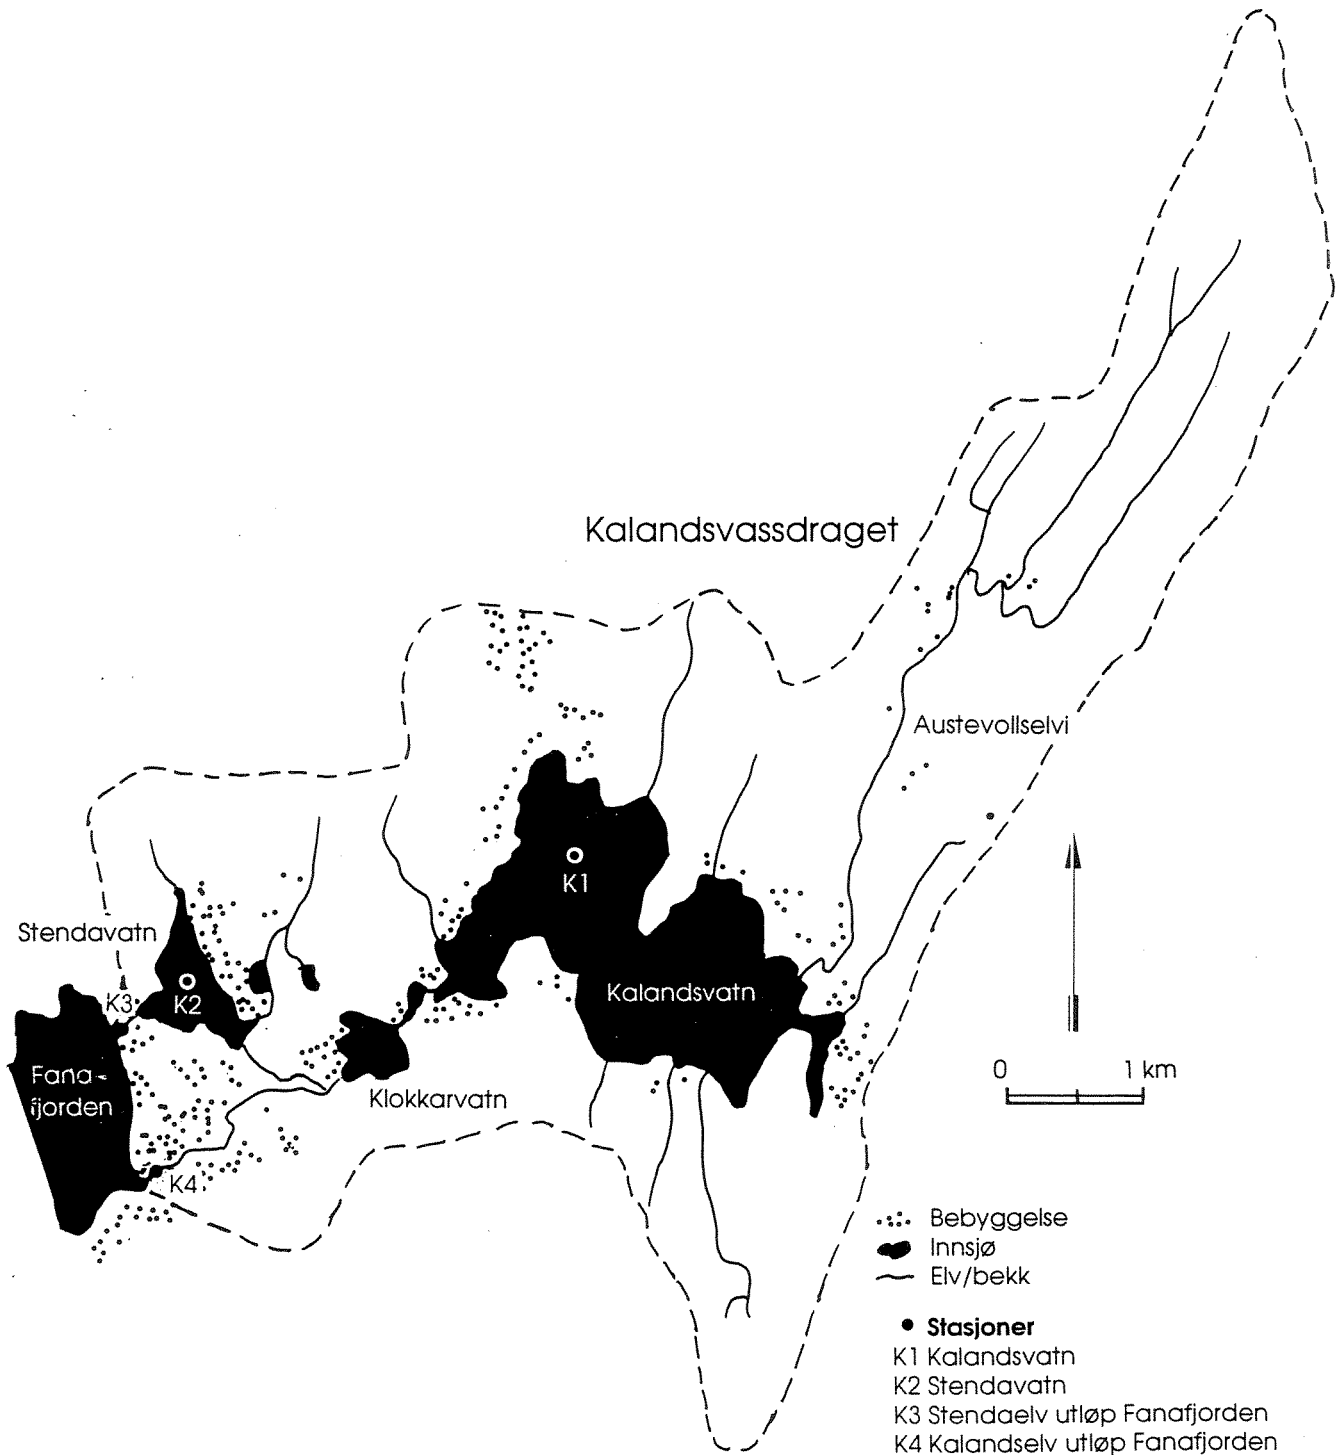 Kalandsvassdraget
Austevollselvi
K1
Stendavatn
K2
K3
Kalandsvatn
Fana-
fjorden
Klokkarvatn
0 1 km
K4
Bebyggelse
Innsjø
Elv/bekk
Stasjoner
K1 Kalandsvatn
K2 Stendavatn
K3 Stendaelv utløp Fanafjorden
K4 Kalandselv utløp Fanafjorden